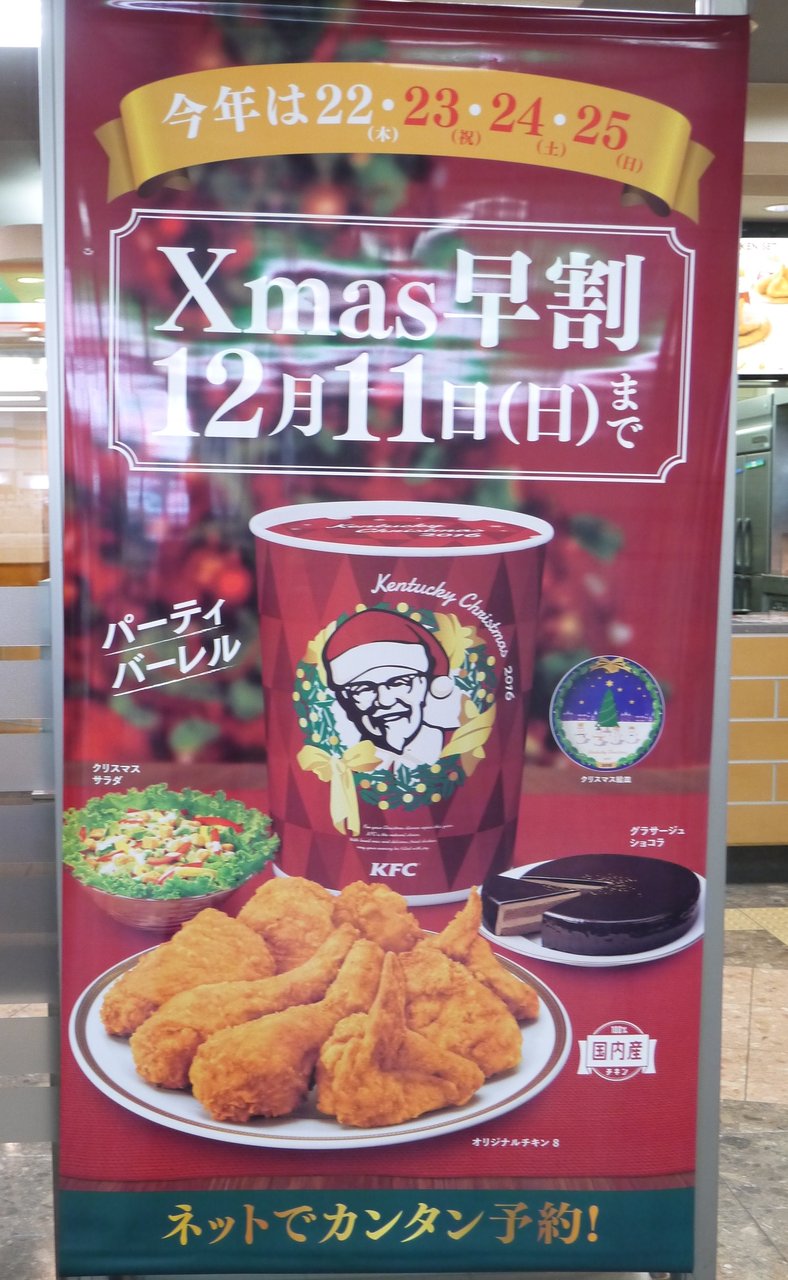 今年は22(木)・23(祝)・24(土)・25(日)
Xmas早割
12月11日(日)まで
Kentucky Christmas 2016
パーティ
バーレル
Kentucky Christmas 2016
KFC
クリスマス
サラダ
クリスマス絵皿
グラサージュ
ショコラ
100%
国内産
チキン
オリジナルチキン 8
ネットでカンタン予約!